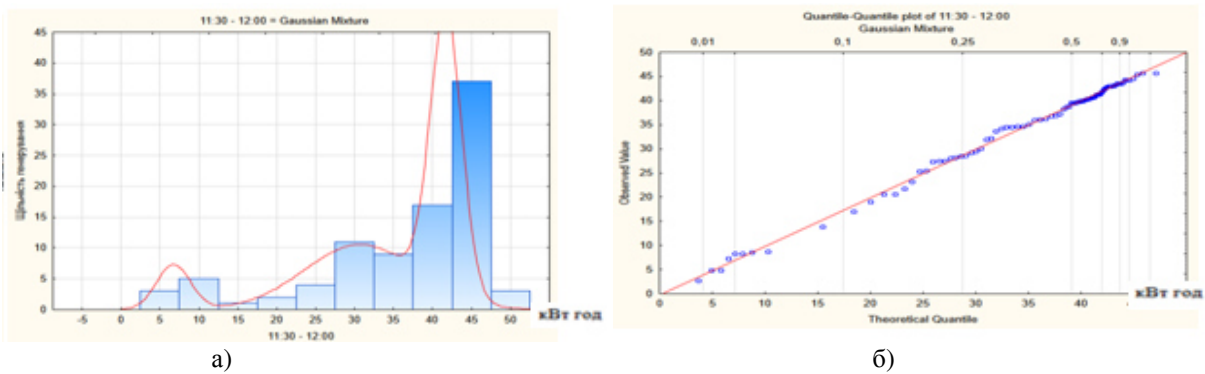 11:30 - 12:00 = Gaussian Mixture
45
40
35
30
25
20
15
10
5
0
Щільність генерування
-5 0 5 10 15 20 25 30 35 40 45 50
кВт год
11:30 - 12:00
а)
Quantile-Quantile plot of 11:30 - 12:00
Gaussian Mixture
0,01 0,1 0,25 0,5 0,9
50
45
40
35
30
25
20
15
10
5
0
Observed Value
0 5 10 15 20 25 30 35 40
кВт год
Theoretical Quantile
б)